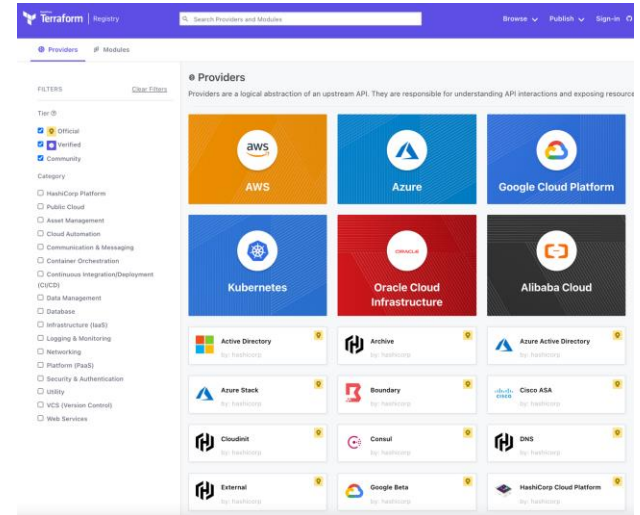 HashiCorp
Terraform | Registry
Search Providers and Modules
Browse
Publish
Sign-in
Providers
Modules
FILTERS
Clear Filters
Tier
Official
Verified
Community
Category
HashiCorp Platform
Public Cloud
Asset Management
Cloud Automation
Communication & Messaging
Container Orchestration
Continuous Integration/Deployment
(CI/CD)
Data Management
Database
Infrastructure (IaaS)
Logging & Monitoring
Networking
Platform (PaaS)
Security & Authentication
Utility
VCS (Version Control)
Web Services
Providers
Providers are a logical abstraction of an upstream API. They are responsible for understanding API interactions and exposing resource
aws
AWS
Azure
Google Cloud Platform
Kubernetes
ORACLE
Oracle Cloud
Infrastructure
Alibaba Cloud
Active Directory
by: hashicorp
Archive
by: hashicorp
Azure Active Directory
by: hashicorp
Azure Stack
by: hashicorp
Boundary
by: hashicorp
CISCO
Cisco ASA
by: hashicorp
Cloudinit
by: hashicorp
Consul
by: hashicorp
DNS
by: hashicorp
External
by: hashicorp
Google Beta
by: hashicorp
HashiCorp Cloud Platform
by: hashicorp